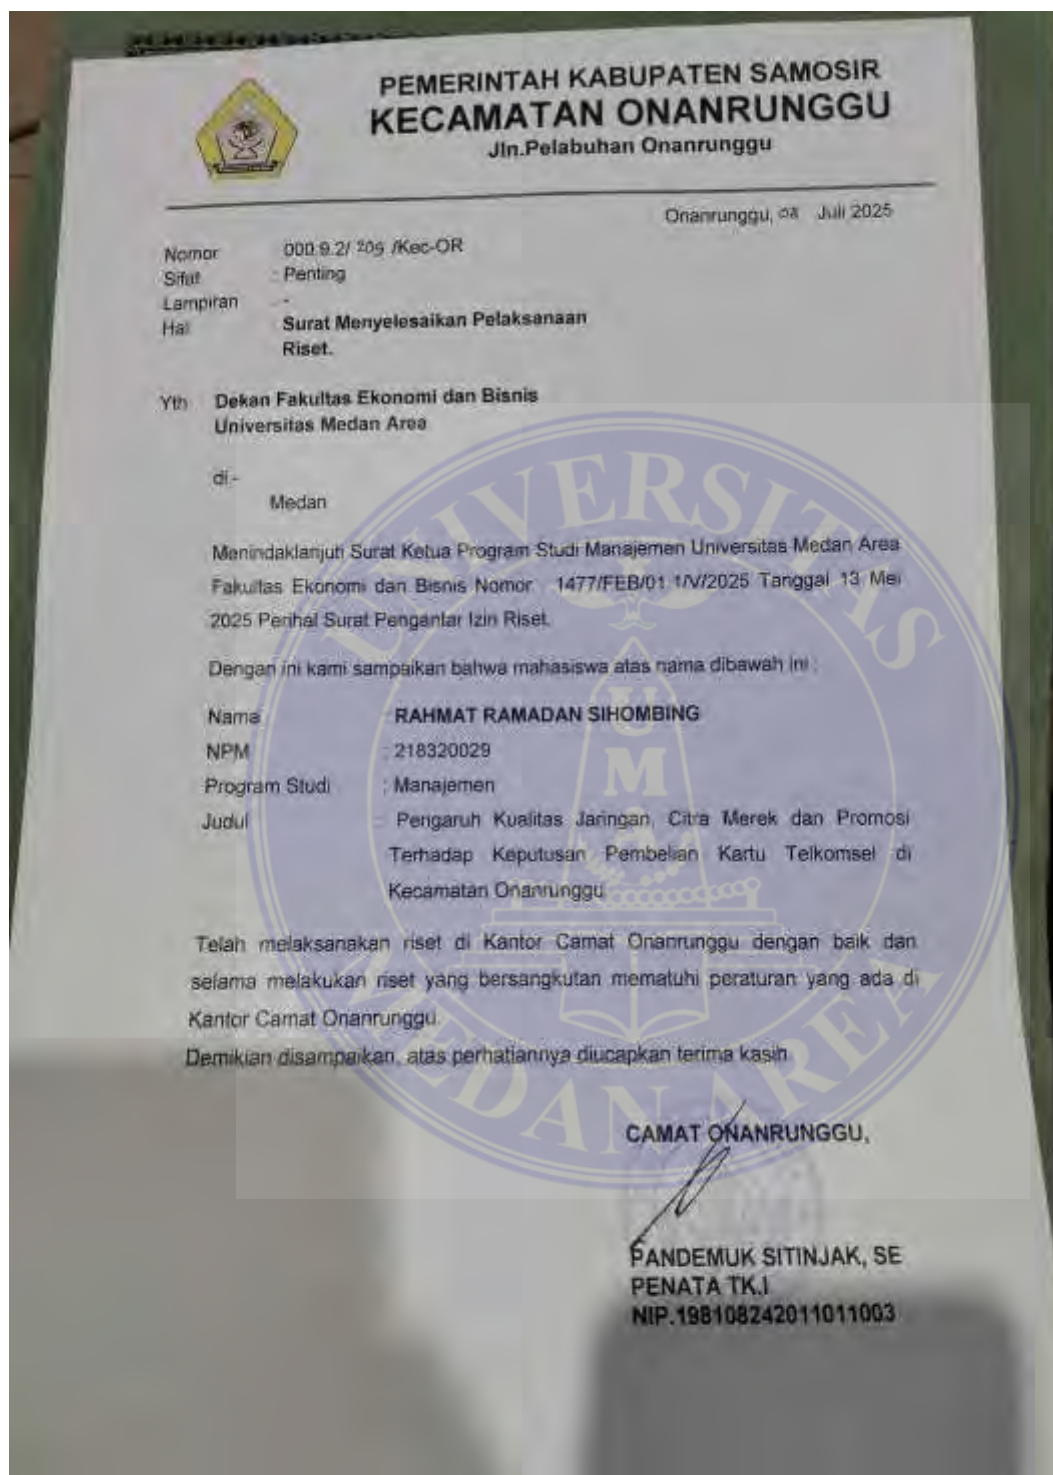 PEMERINTAH KABUPATEN SAMOSIR
KECAMATAN ONANRUNGGU
Jln.Pelabuhan Onanrunggu
Onanrunggu, 08 Juli 2025
Nomor 000.9.2/ 209 /Kec-OR
Sifat : Penting
Lampiran -
Hal Surat Menyelesaikan Pelaksanaan
Riset.
Yth Dekan Fakultas Ekonomi dan Bisnis
Universitas Medan Area
di -
Medan
Menindaklanjuti Surat Ketua Program Studi Manajemen Universitas Medan Area
Fakultas Ekonomi dan Bisnis Nomor 1477/FEB/01.1/V/2025 Tanggal 13 Mei
2025 Perihal Surat Pengantar Izin Riset.
Dengan ini kami sampaikan bahwa mahasiswa atas nama dibawah ini :
Nama : RAHMAT RAMADAN SIHOMBING
NPM : 218320029
Program Studi : Manajemen
Judul : Pengaruh Kualitas Jaringan, Citra Merek dan Promosi
Terhadap Keputusan Pembelian Kartu Telkomsel di
Kecamatan Onanrunggu
Telah melaksanakan riset di Kantor Camat Onanrunggu dengan baik dan
selama melakukan riset yang bersangkutan mematuhi peraturan yang ada di
Kantor Camat Onanrunggu.
Demikian disampaikan, atas perhatiannya diucapkan terima kasih
CAMAT ONANRUNGGU,
PANDEMUK SITINJAK, SE
PENATA TK.I
NIP.198108242011011003
UNIVERSITAS
MEDAN AREA
UMA